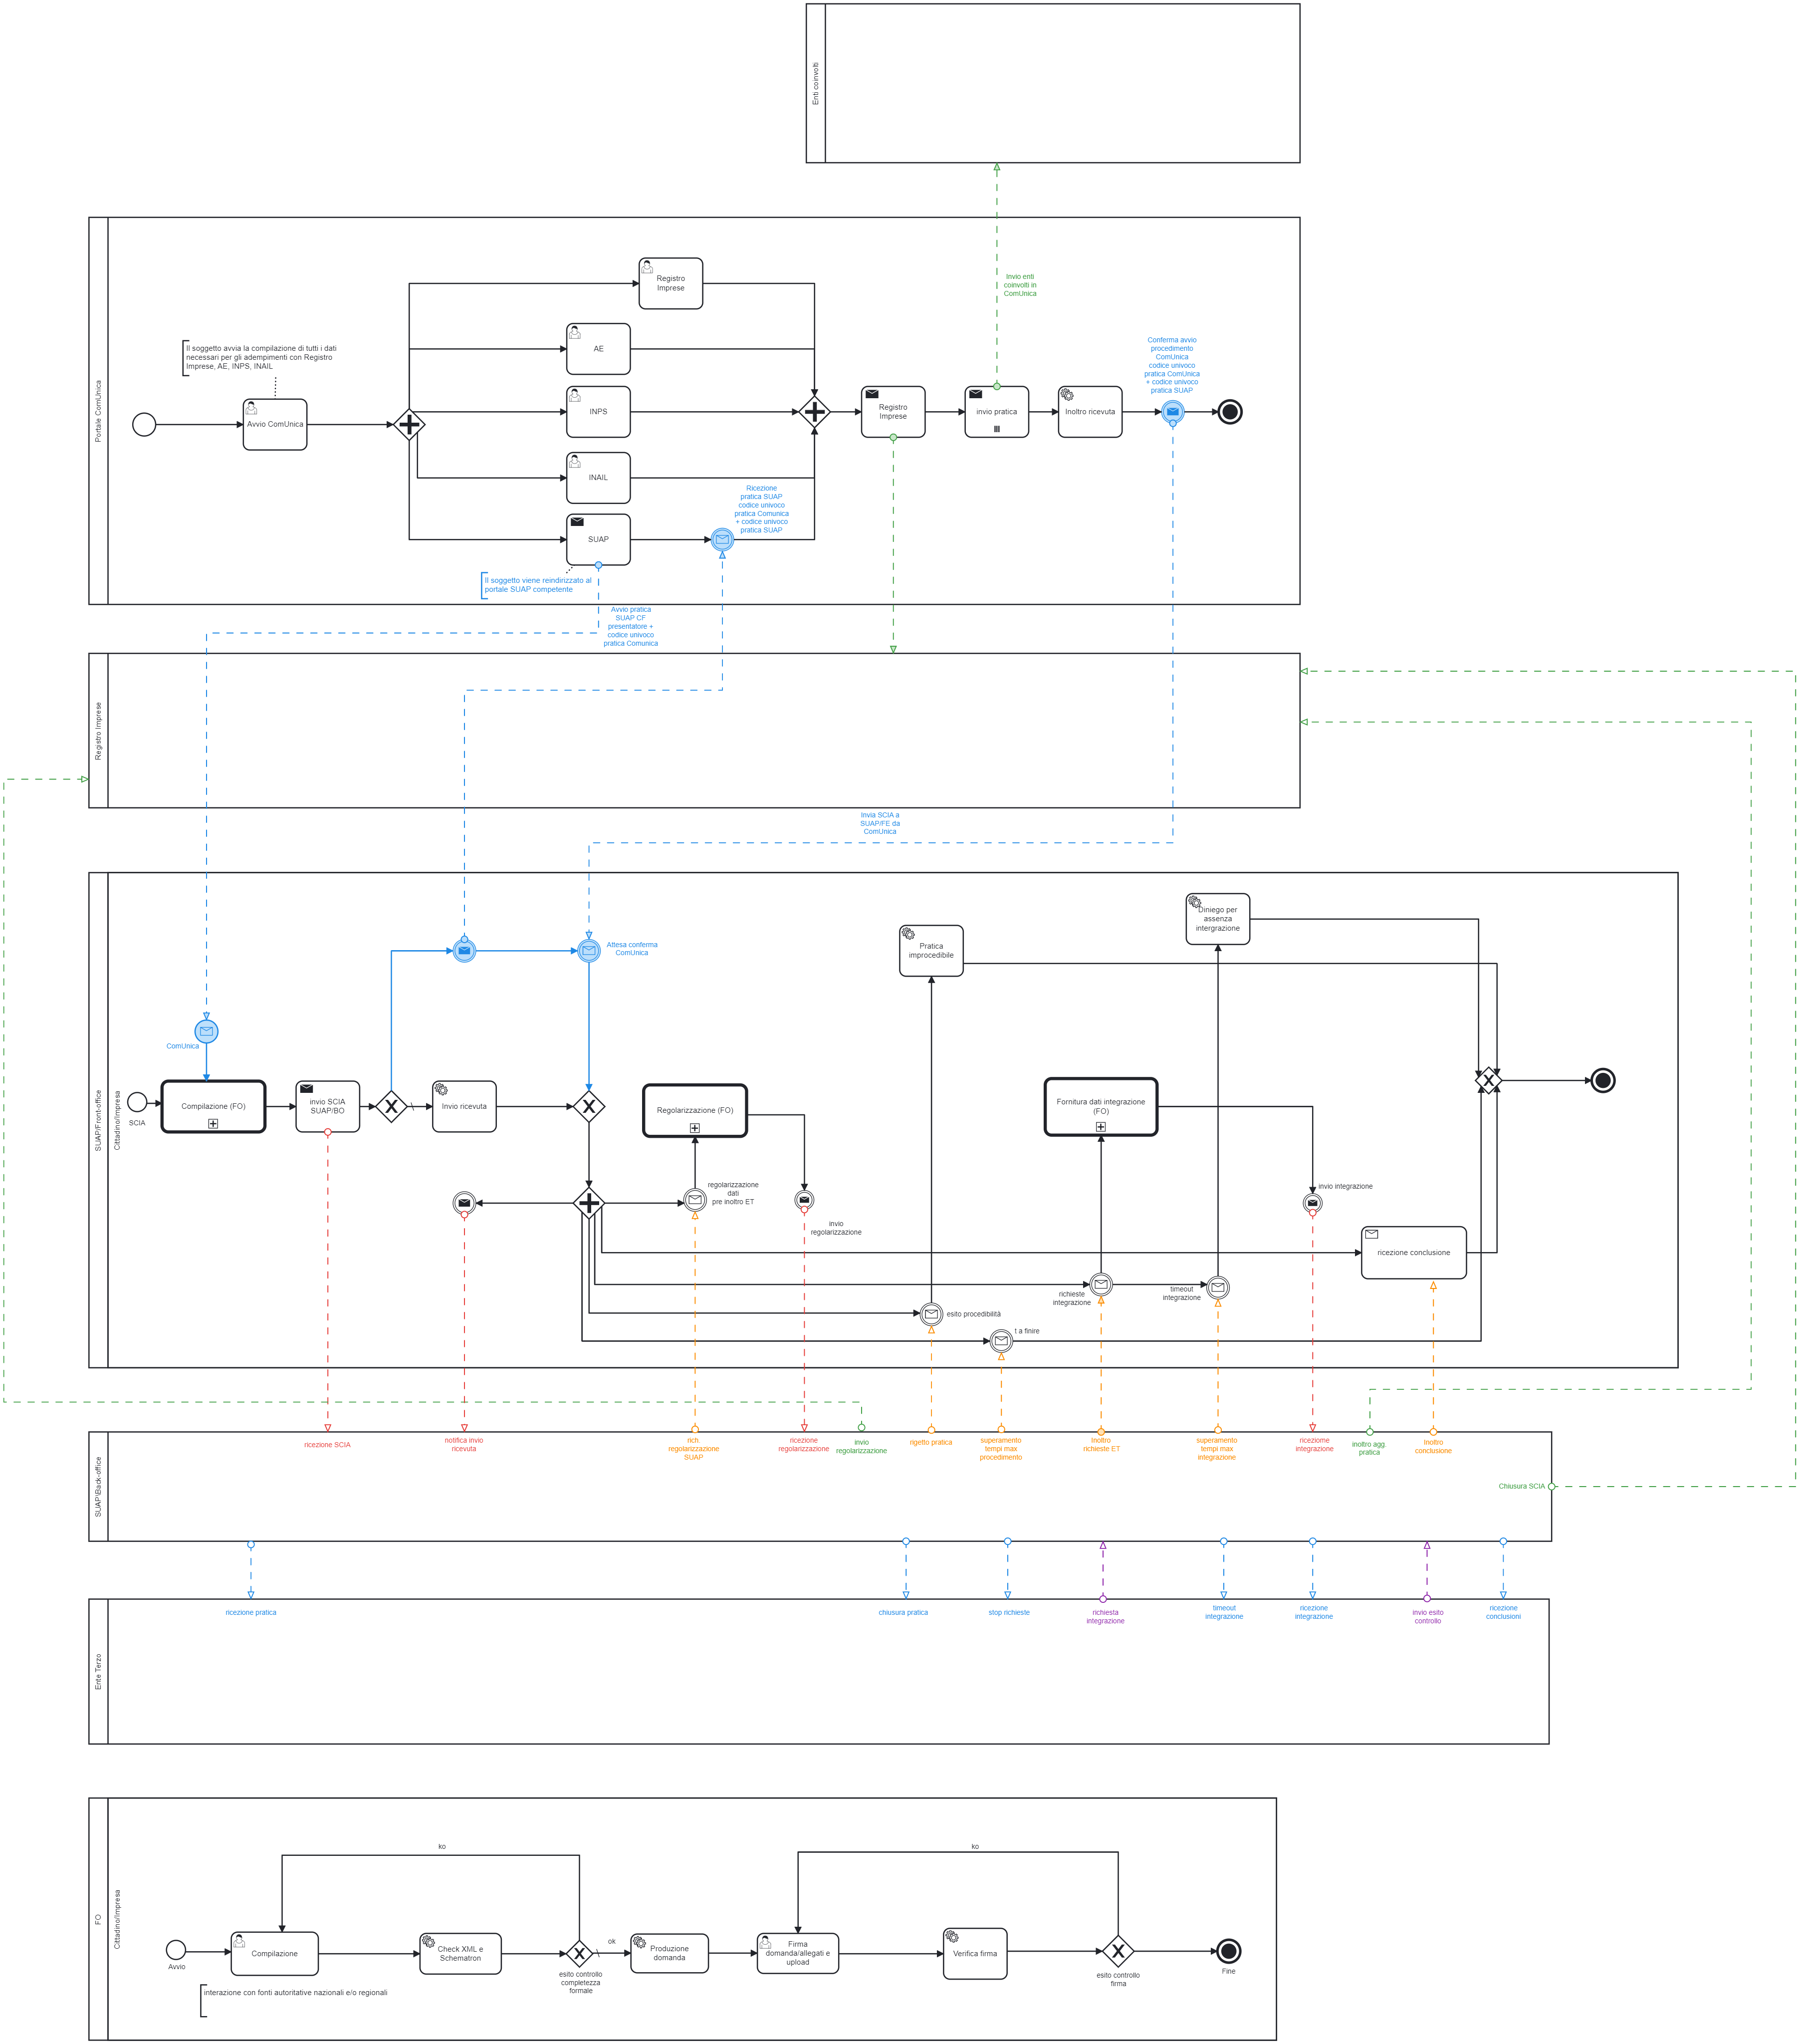 Enti coinvolti
Portale ComUnica
Registro
Imprese
Invio enti
coinvolti in
ComUnica
Il soggetto avvia la compilazione di tutti i dati
necessari per gli adempimenti con Registro
Imprese, AE, INPS, INAIL
AE
Conferma avvio
procedimento
ComUnica
codice univoco
pratica ComUnica
+ codice univoco
pratica SUAP
Avvio ComUnica
INPS
Registro
Imprese
invio pratica
Inoltro ricevuta
INAIL
Ricezione
pratica SUAP
codice univoco
pratica Comunica
+ codice univoco
pratica SUAP
SUAP
Il soggetto viene reindirizzato al
portale SUAP competente
Avvio pratica
SUAP CF
presentatore +
codice univoco
pratica Comunica
Registro Imprese
Invia SCIA a
SUAP/FE da
ComUnica
SUAP/Front-office
Cittadino/Impresa
Diniego per
assenza
intergrazione
Pratica
improcedibile
Attesa conferma
ComUnica
ComUnica
SCIA
Compilazione (FO)
invio SCIA
SUAP/BO
Invio ricevuta
Regolarizzazione (FO)
Fornitura dati integrazione
(FO)
regolarizzazione
dati
pre inoltro ET
invio
regolarizzazione
invio integrazione
ricezione conclusione
richieste
integrazione
timeout
integrazione
esito procedibilità
t a finire
SUAP\Back-office
ricezione SCIA
notifica invio
ricevuta
rich.
regolarizzazione
SUAP
ricezione
regolarizzazione
invio
regolarizzazione
rigetto pratica
superamento
tempi max
procedimento
Inoltro
richieste ET
superamento
tempi max
integrazione
riceziome
integrazione
inoltro agg.
pratica
Inoltro
conclusione
Chiusura SCIA
Ente Terzo
ricezione pratica
chiusura pratica
stop richieste
richiesta
integrazione
timeout
integrazione
ricezione
integrazione
invio esito
controllo
ricezione
conclusioni
FO
Cittadino/Impresa
ko
ko
Avvio
Compilazione
Check XML e
Schematron
ok
esito controllo
completezza
formale
Produzione
domanda
Firma
domanda/allegati e
upload
Verifica firma
esito controllo
firma
Fine
interazione con fonti autoritative nazionali e/o regionali